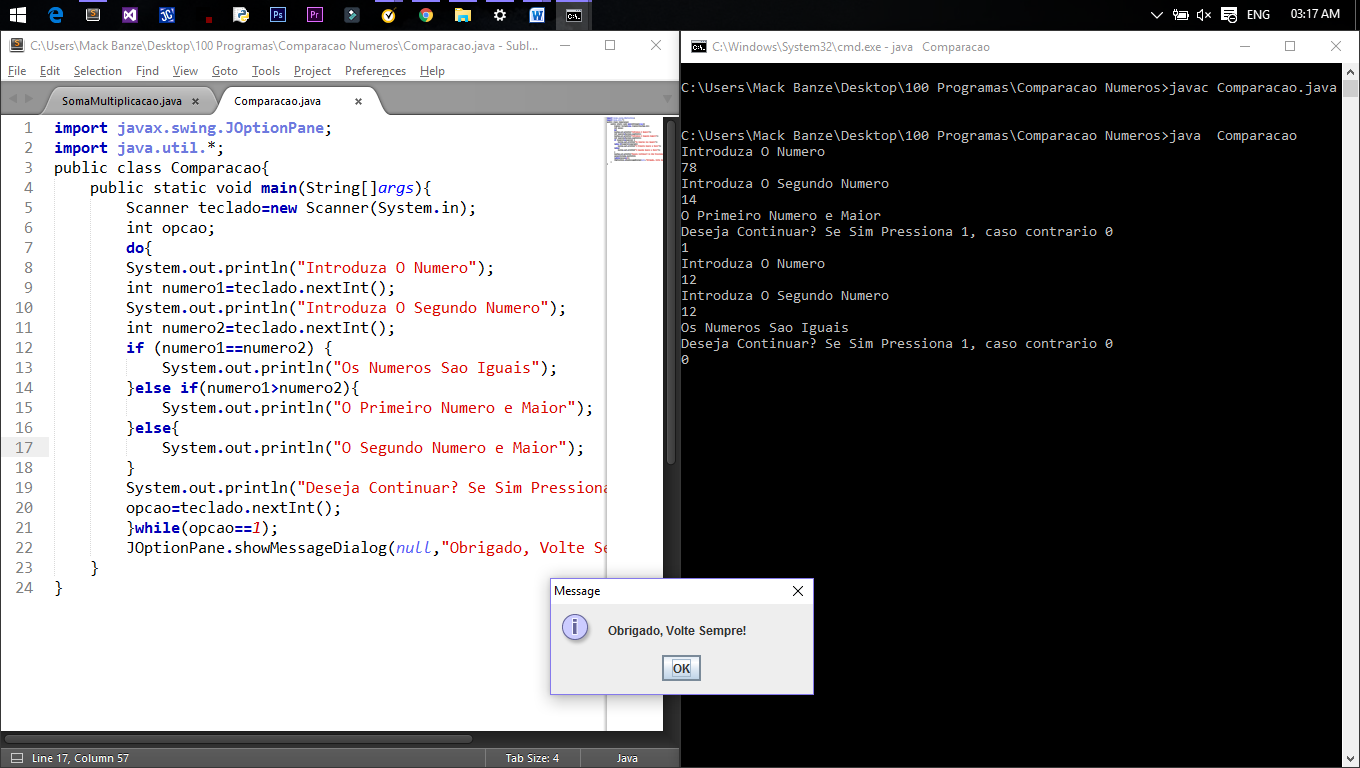 ENG
03:17 AM
C:\Users\Mack Banze\Desktop\100 Programas\Comparacao Numeros\Comparacao.java - Subl...
File Edit Selection Find View Goto Tools Project Preferences Help
SomaMultiplicacao.java × Comparacao.java ×
1 import javax.swing.JOptionPane;
2 import java.util.*;
3 public class Comparacao{
4 public static void main(String[]args){
5 Scanner teclado=new Scanner(System.in);
6 int opcao;
7 do{
8 System.out.println("Introduza O Numero");
9 int numero1=teclado.nextInt();
10 System.out.println("Introduza O Segundo Numero");
11 int numero2=teclado.nextInt();
12 if (numero1==numero2) {
13 System.out.println("Os Numeros Sao Iguais");
14 }else if(numero1>numero2){
15 System.out.println("O Primeiro Numero e Maior");
16 }else{
17 System.out.println("O Segundo Numero e Maior");
18 }
19 System.out.println("Deseja Continuar? Se Sim Pressiona
20 opcao=teclado.nextInt();
21 }while(opcao==1);
22 JOptionPane.showMessageDialog(null,"Obrigado, Volte Se
23 }
24 }
Line 17, Column 57
Tab Size: 4
Java
C:\Windows\System32\cmd.exe - java Comparacao
C:\Users\Mack Banze\Desktop\100 Programas\Comparacao Numeros>javac Comparacao.java
C:\Users\Mack Banze\Desktop\100 Programas\Comparacao Numeros>java  Comparacao
Introduza O Numero
78
Introduza O Segundo Numero
14
O Primeiro Numero e Maior
Deseja Continuar? Se Sim Pressiona 1, caso contrario 0
1
Introduza O Numero
12
Introduza O Segundo Numero
12
Os Numeros Sao Iguais
Deseja Continuar? Se Sim Pressiona 1, caso contrario 0
0
Message
Obrigado, Volte Sempre!
OK